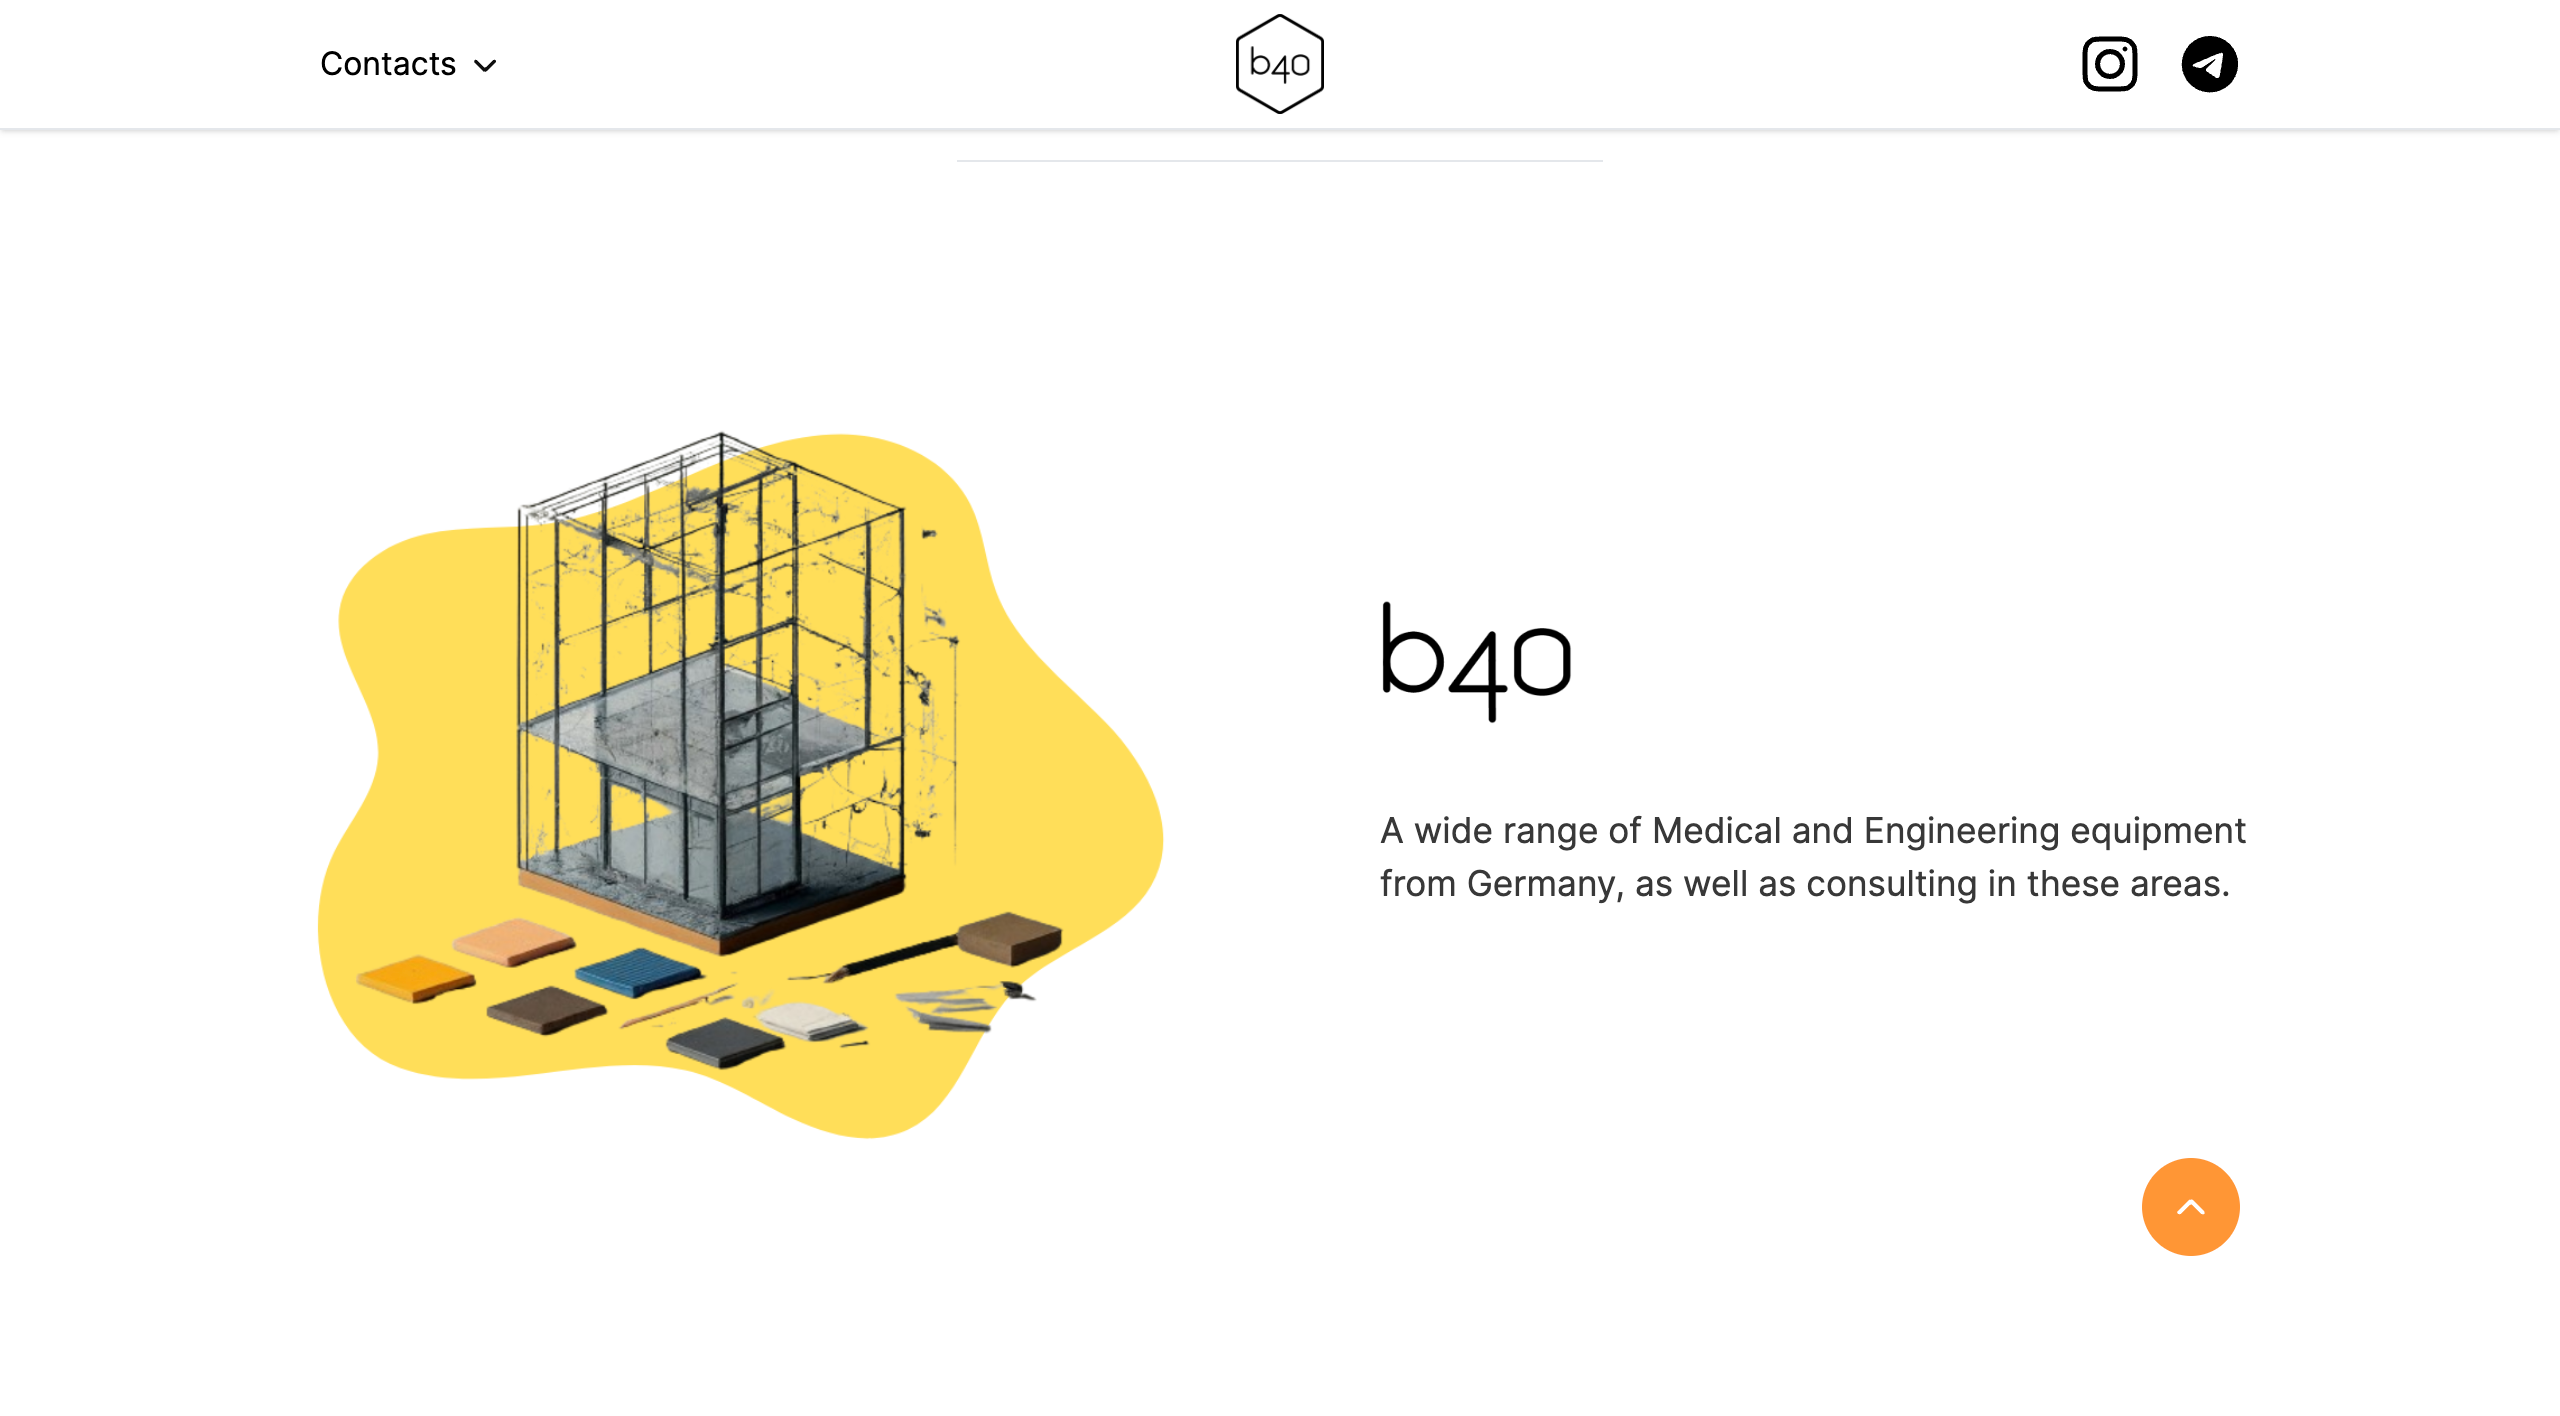 Contacts
b40
b40
A wide range of Medical and Engineering equipment
from Germany, as well as consulting in these areas.